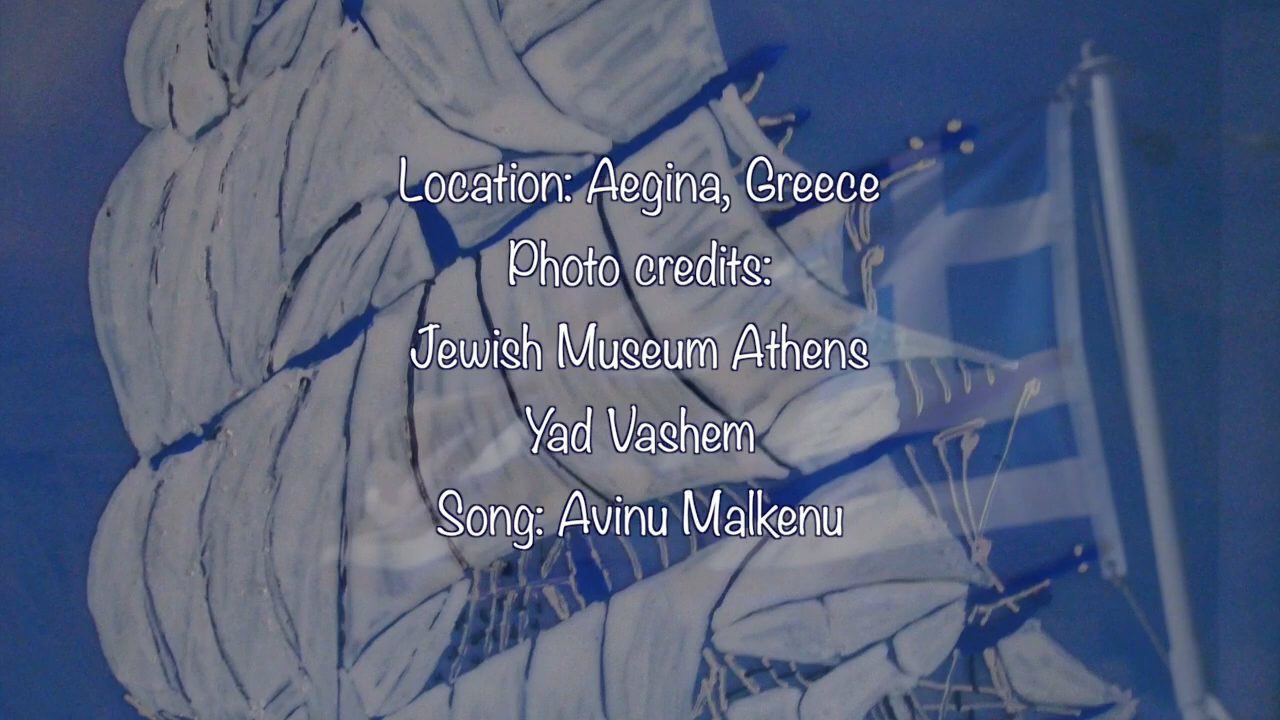 Location: Aegina, Greece
Photo credits:
Jewish Museum Athens
Yad Vashem
Song: Avinu Malkenu